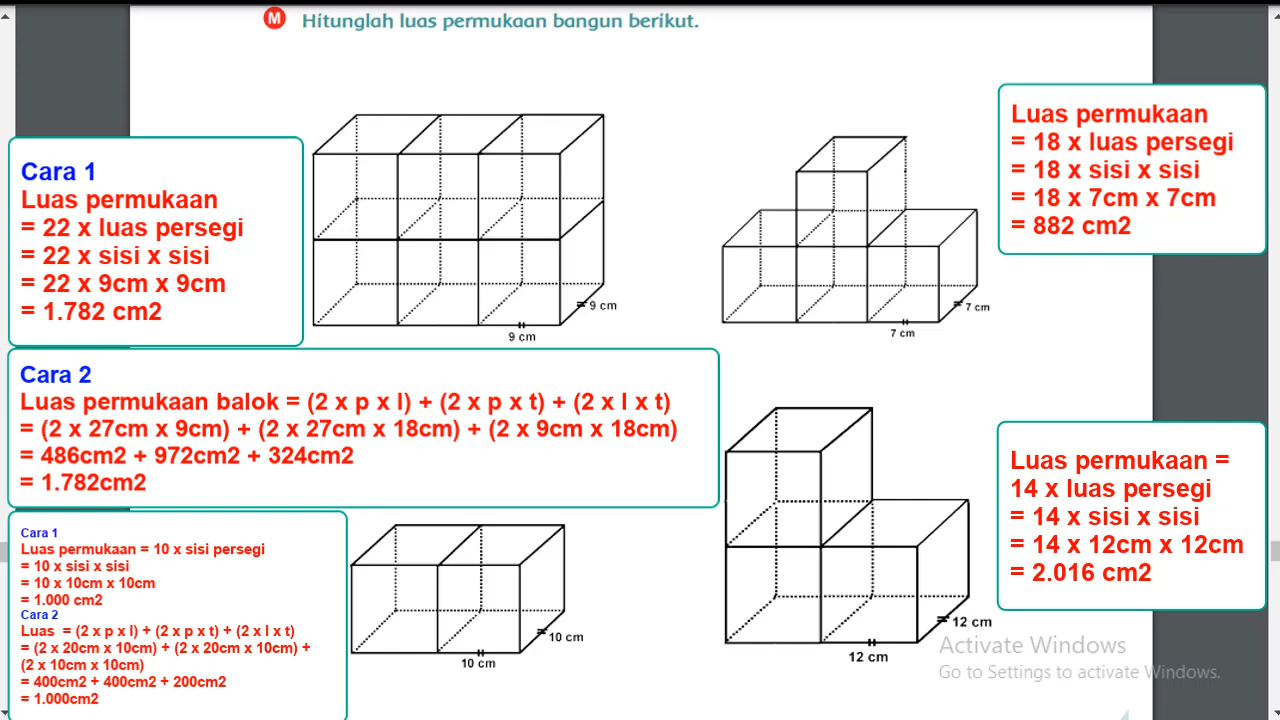 M Hitunglah luas permukaan bangun berikut.
Cara 1
Luas permukaan
= 22 x luas persegi
= 22 x sisi x sisi
= 22 x 9cm x 9cm
= 1.782 cm2
= 9 cm
9 cm
Luas permukaan
= 18 x luas persegi
= 18 x sisi x sisi
= 18 x 7cm x 7cm
= 882 cm2
7 cm
7 cm
Cara 2
Luas permukaan balok = (2 x p x l) + (2 x p x t) + (2 x l x t)
= (2 x 27cm x 9cm) + (2 x 27cm x 18cm) + (2 x 9cm x 18cm)
= 486cm2 + 972cm2 + 324cm2
= 1.782cm2
Cara 1
Luas permukaan = 10 x sisi persegi
= 10 x sisi x sisi
= 10 x 10cm x 10cm
= 1.000 cm2
Cara 2
Luas = (2 x p x l) + (2 x p x t) + (2 x l x t)
= (2 x 20cm x 10cm) + (2 x 20cm x 10cm) +
(2 x 10cm x 10cm)
= 400cm2 + 400cm2 + 200cm2
= 1.000cm2
10 cm
10 cm
Luas permukaan =
14 x luas persegi
= 14 x sisi x sisi
= 14 x 12cm x 12cm
= 2.016 cm2
12 cm
12 cm
Activate Windows
Go to Settings to activate Windows.